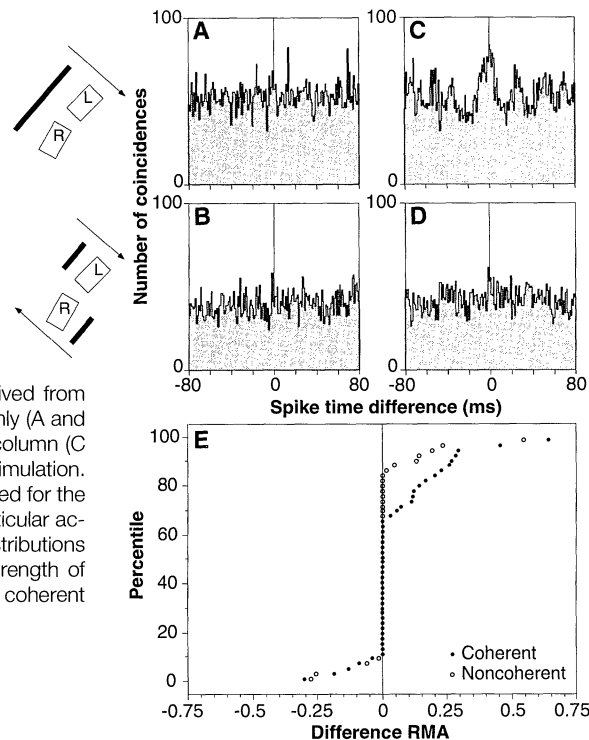 100
A
C
100
L
R
Number of coincidences
0
0
100
B
D
100
L
R
0
0
-80
0
80
-80
0
80
Spike time difference (ms)
ived from
nly (A and
column (C
imulation.
ed for the
ticular ac-
stributions
rength of
coherent
E
100
80
60
40
20
0
Percentile
Coherent
Noncoherent
-0.75
-0.25
0
0.25
0.5
0.75
Difference RMA